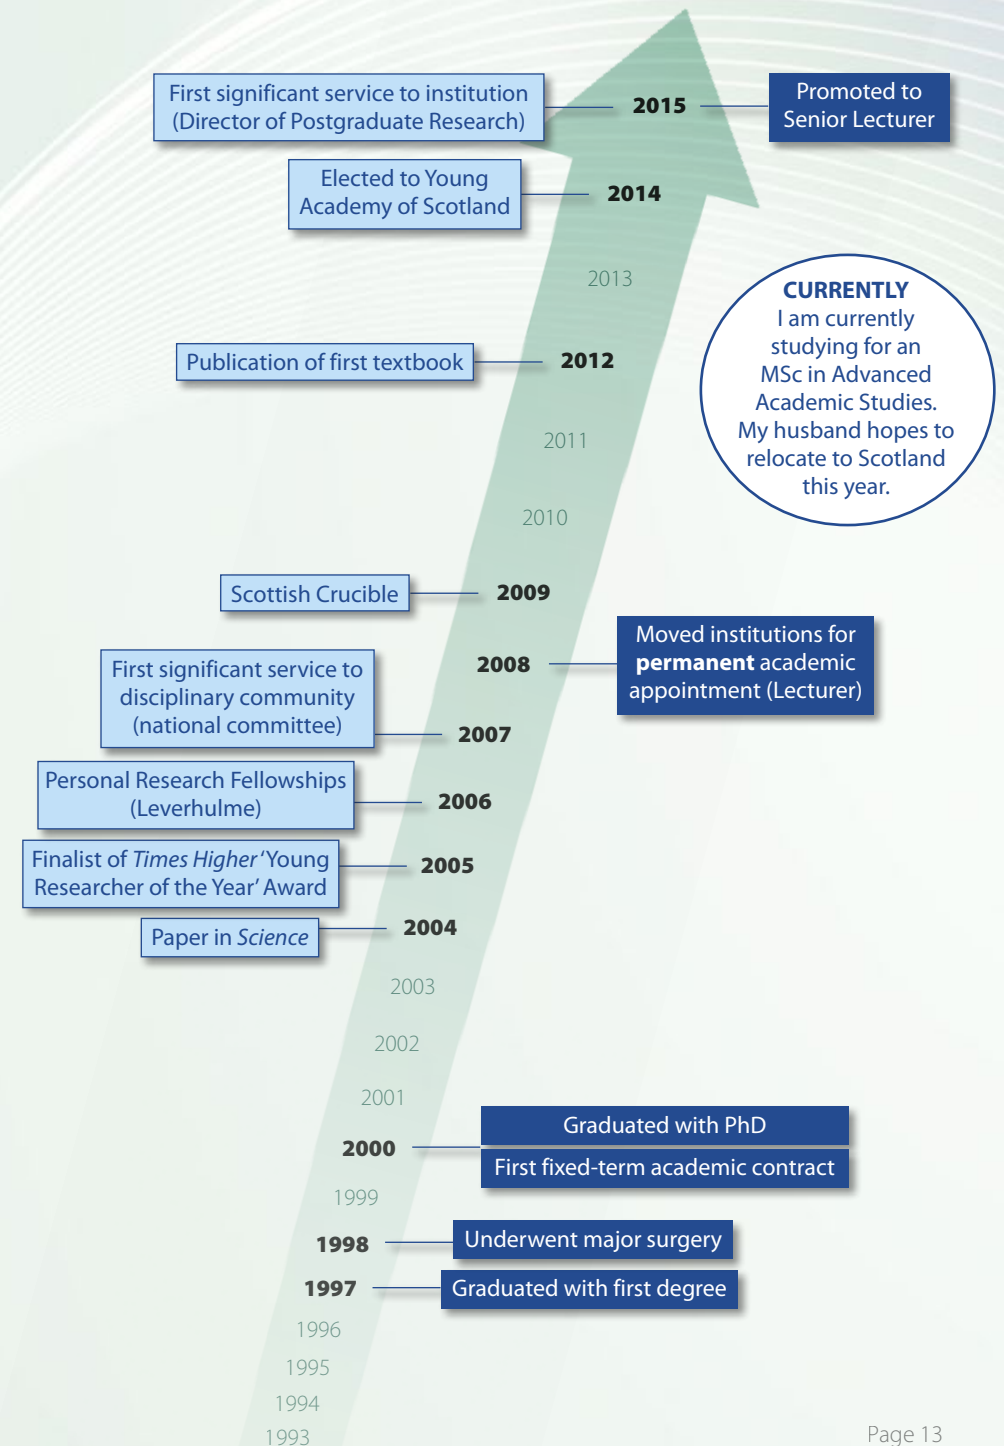 First significant service to institution
(Director of Postgraduate Research)
2015
Promoted to
Senior Lecturer
Elected to Young
Academy of Scotland
2014
2013
CURRENTLY
I am currently
studying for an
MSc in Advanced
Academic Studies.
My husband hopes to
relocate to Scotland
this year.
Publication of first textbook
2012
2011
2010
Scottish Crucible
2009
2008
Moved institutions for
permanent academic
appointment (Lecturer)
First significant service to
disciplinary community
(national committee)
2007
Personal Research Fellowships
(Leverhulme)
2006
Finalist of Times Higher ‘Young
Researcher of the Year’ Award
2005
Paper in Science
2004
2003
2002
2001
2000
Graduated with PhD
First fixed-term academic contract
1999
1998
Underwent major surgery
1997
Graduated with first degree
1996
1995
1994
1993
Page 13